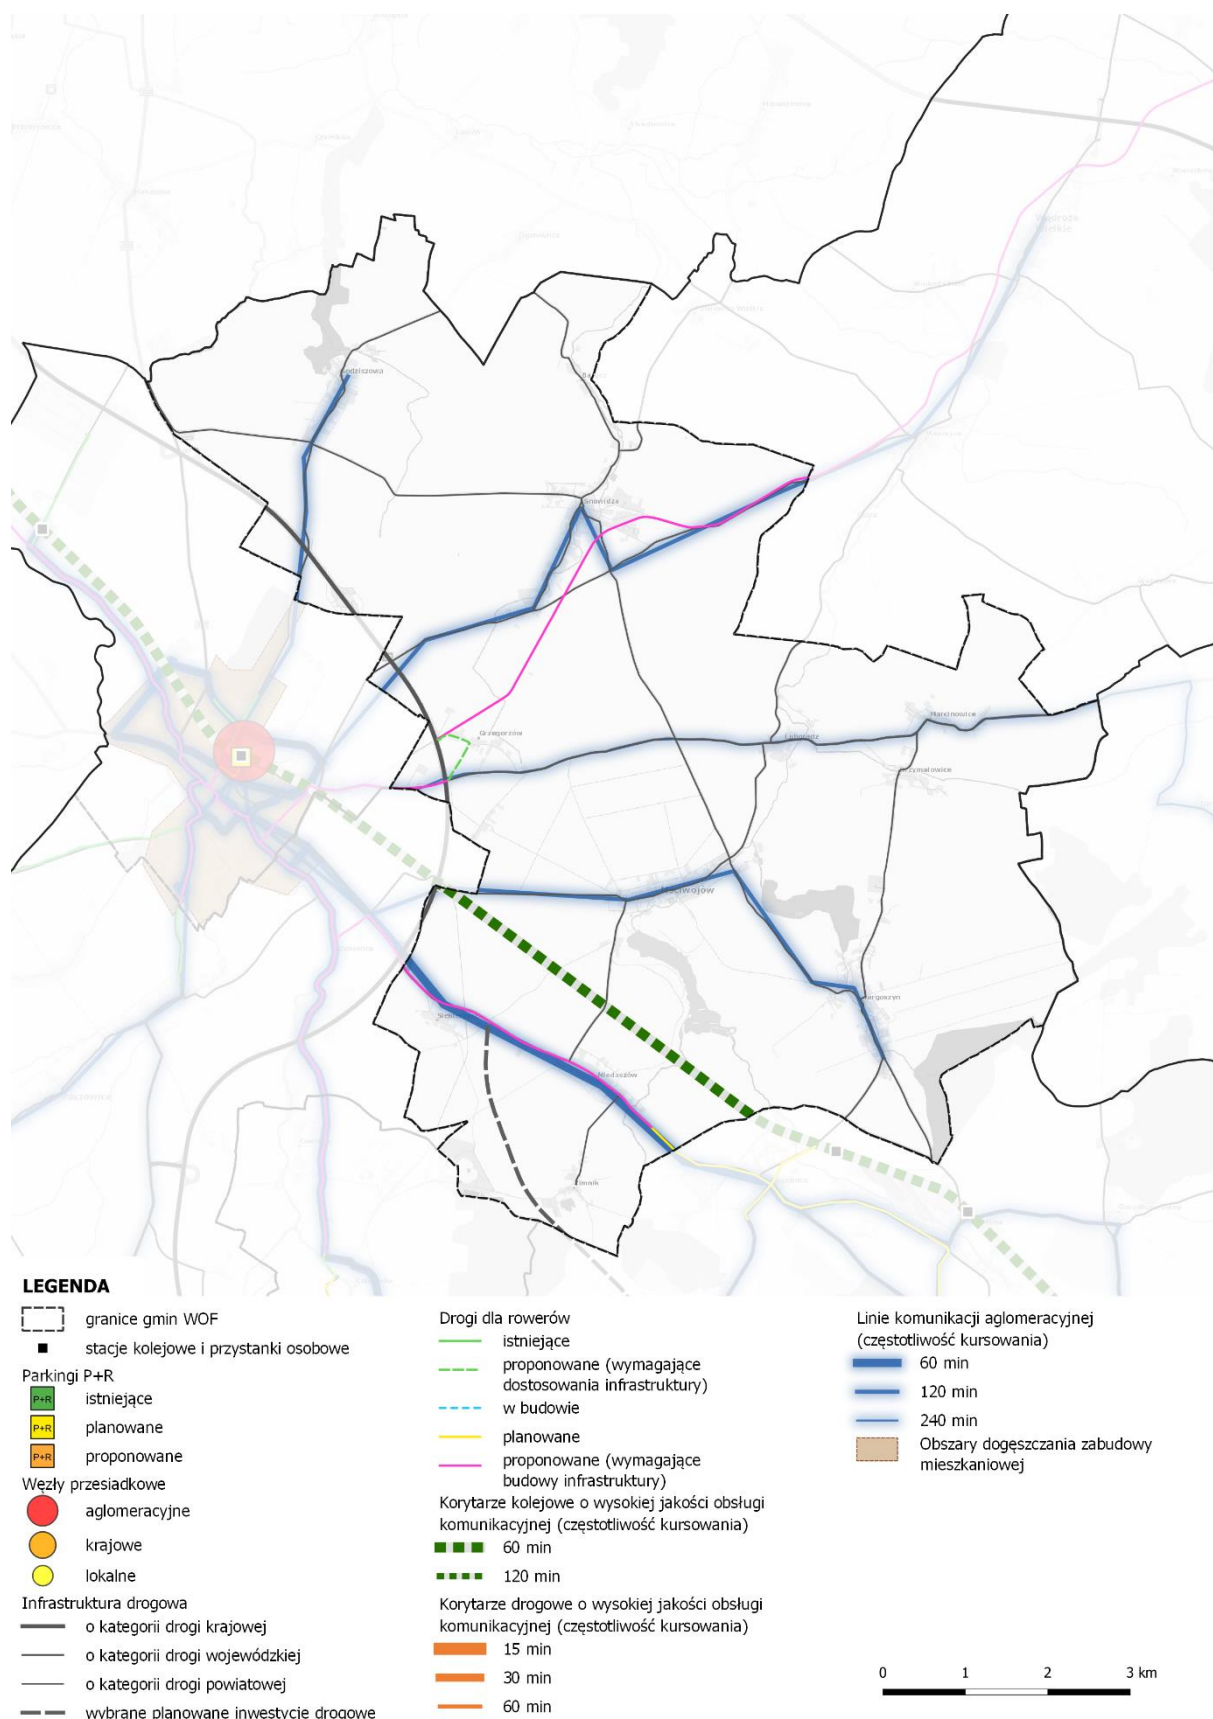 Snowidza
Grzegorzów
Marcinowice
Mściwojów
Niedaszów
LEGENDA
granice gmin WOF
stacje kolejowe i przystanki osobowe
Parkingi P+R
P+R istniejące
P+R planowane
P+R proponowane
Węzły przesiadkowe
aglomeracyjne
krajowe
lokalne
Infrastruktura drogowa
o kategorii drogi krajowej
o kategorii drogi wojewódzkiej
o kategorii drogi powiatowej
wybrane planowane inwestycje drogowe
Drogi dla rowerów
istniejące
proponowane (wymagające
dostosowania infrastruktury)
w budowie
planowane
proponowane (wymagające
budowy infrastruktury)
Korytarze kolejowe o wysokiej jakości obsługi
komunikacyjnej (częstotliwość kursowania)
60 min
120 min
Korytarze drogowe o wysokiej jakości obsługi
komunikacyjnej (częstotliwość kursowania)
15 min
30 min
60 min
Linie komunikacji aglomeracyjnej
(częstotliwość kursowania)
60 min
120 min
240 min
Obszary dogęszczania zabudowy
mieszkaniowej
0 1 2 3 km